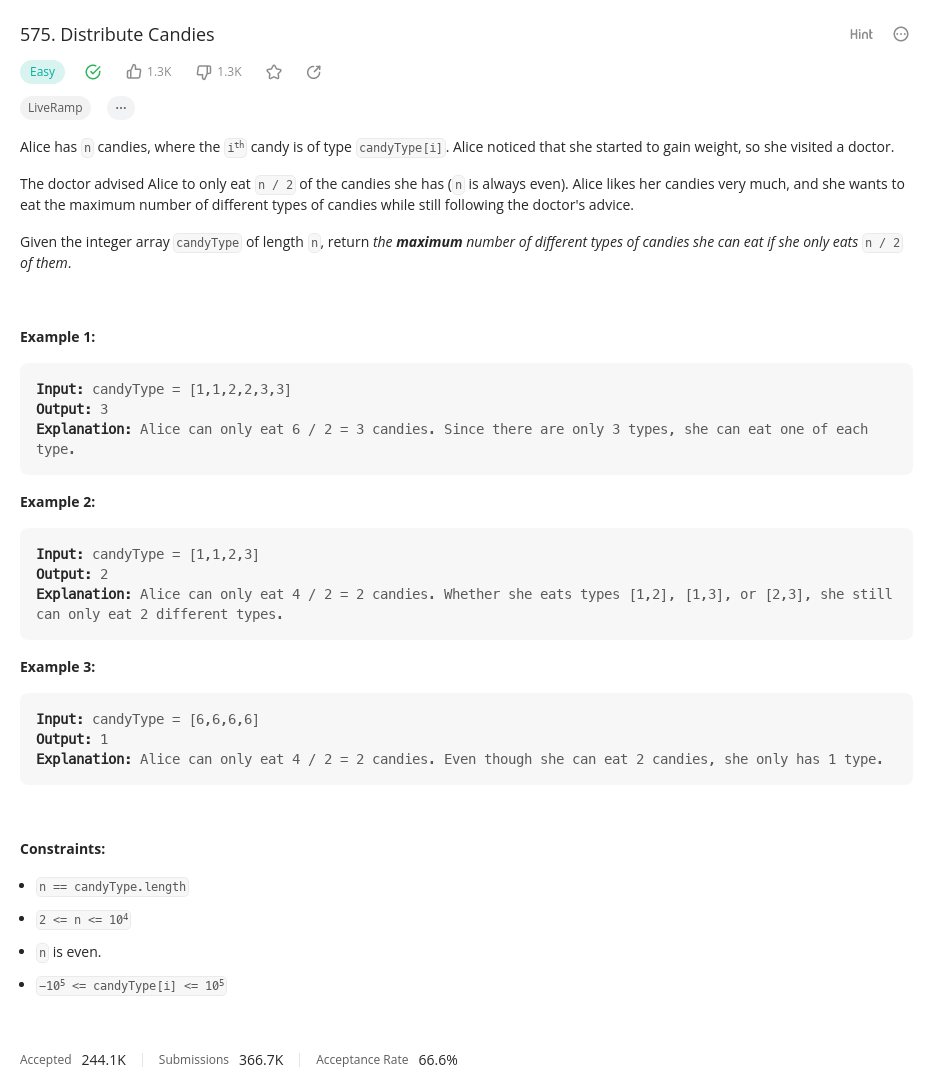 575. Distribute Candies
Hint
Easy
1.3K
1.3K
LiveRamp
...
Alice has n candies, where the iᵗʰ candy is of type candyType[i]. Alice noticed that she started to gain weight, so she visited a doctor.
The doctor advised Alice to only eat n / 2 of the candies she has (n is always even). Alice likes her candies very much, and she wants to
eat the maximum number of different types of candies while still following the doctor's advice.
Given the integer array candyType of length n, return the maximum number of different types of candies she can eat if she only eats n / 2
of them.
Example 1:
Input: candyType = [1,1,2,2,3,3]
Output: 3
Explanation: Alice can only eat 6 / 2 = 3 candies. Since there are only 3 types, she can eat one of each
type.
Example 2:
Input: candyType = [1,1,2,3]
Output: 2
Explanation: Alice can only eat 4 / 2 = 2 candies. Whether she eats types [1,2], [1,3], or [2,3], she still
can only eat 2 different types.
Example 3:
Input: candyType = [6,6,6,6]
Output: 1
Explanation: Alice can only eat 4 / 2 = 2 candies. Even though she can eat 2 candies, she only has 1 type.
Constraints:
• n == candyType.length
• 2 <= n <= 10⁴
• n is even.
• −10⁵ <= candyType[i] <= 10⁵
Accepted 244.1K Submissions 366.7K Acceptance Rate 66.6%